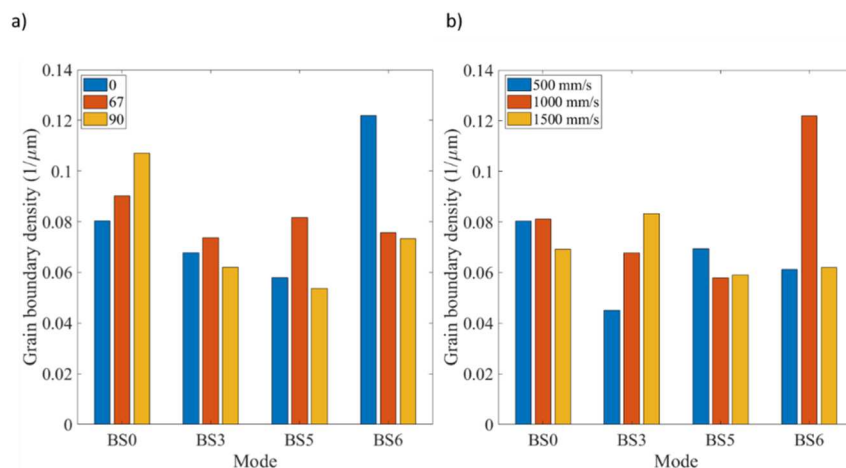 a)
Grain boundary density (1/μm)
0.14
0.12
0.1
0.08
0.06
0.04
0.02
0
0
67
90
BS0 BS3 BS5 BS6
Mode
b)
Grain boundary density (1/μm)
0.14
0.12
0.1
0.08
0.06
0.04
0.02
0
500 mm/s
1000 mm/s
1500 mm/s
BS0 BS3 BS5 BS6
Mode